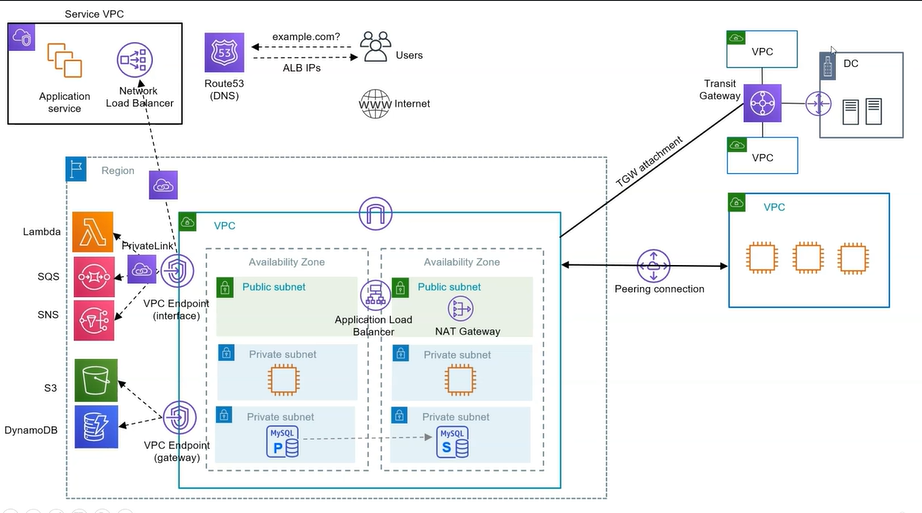 Service VPC
Application
service
Network
Load Balancer
53
Route53
(DNS)
example.com?
ALB IPs
Users
WWW
Internet
VPC
Transit
Gateway
DC
VPC
TGW attachment
Region
VPC
Lambda
PrivateLink
SQS
SNS
VPC Endpoint
(interface)
S3
DynamoDB
VPC Endpoint
(gateway)
Availability Zone
Availability Zone
Public subnet
Public subnet
Application Load
Balancer
NAT Gateway
Private subnet
Private subnet
Private subnet
Private subnet
MySQL
P
MySQL
S
VPC
Peering connection